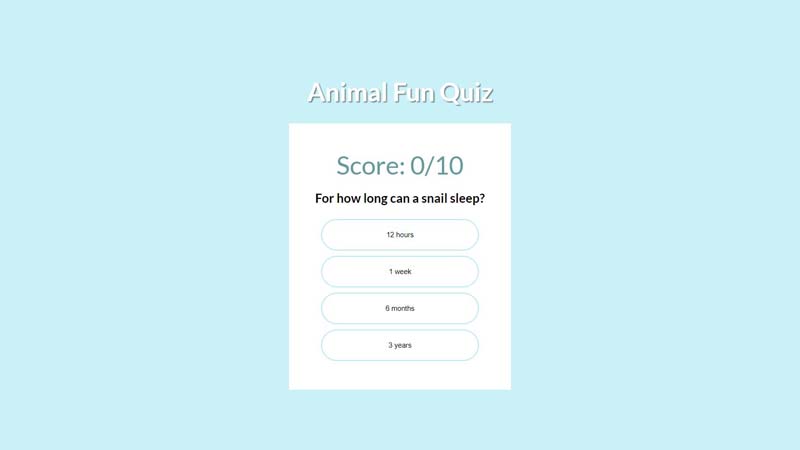 Animal Fun Quiz
Score: 0/10
For how long can a snail sleep?
12 hours
1 week
6 months
3 years